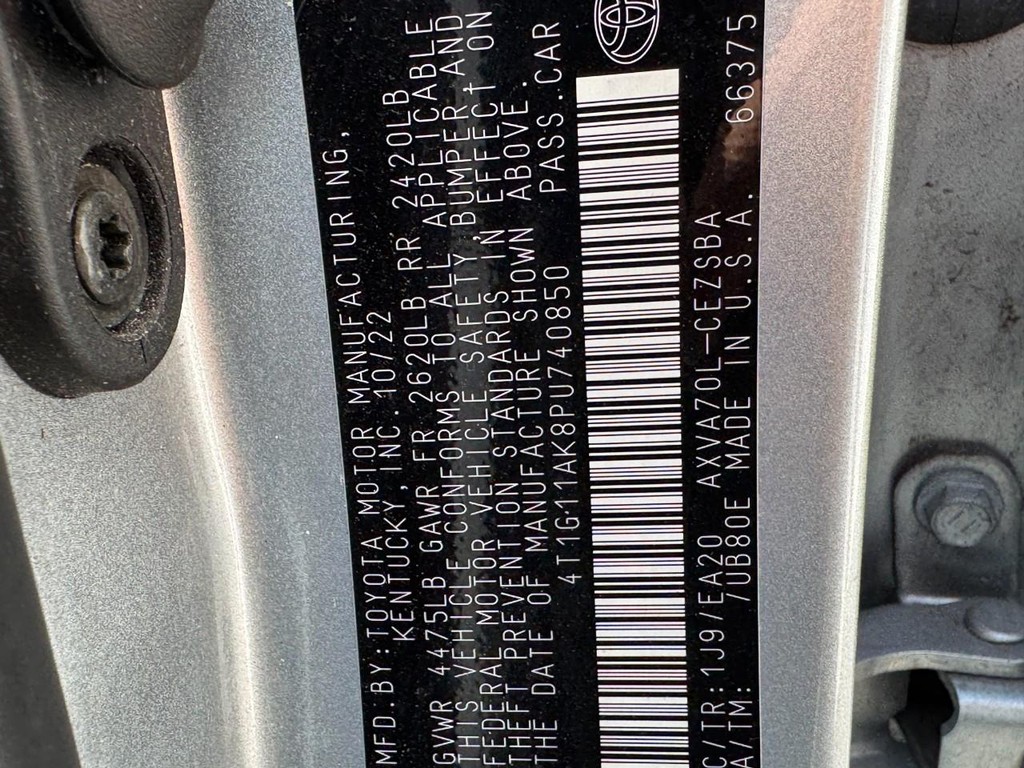 MFD.BY:TOYOTA MOTOR MANUFACTURING,
KENTUCKY,INC. 10/22
GVWR 4475LB GAWR FR 2620LB RR 2420LB
THIS VEHICLE CONFORMS TO ALL APPLICABLE
FEDERAL MOTOR VEHICLE SAFETY,BUMPER,AND
THEFT PREVENTION STANDARDS IN EFFECT ON
THE DATE OF MANUFACTURE SHOWN ABOVE.
4T1G11AK8PU740850 PASS.CAR
C/TR:1J9/EA20 AXVA70L-CEZSBA
A/TM: /UB80E MADE IN U.S.A. 66375